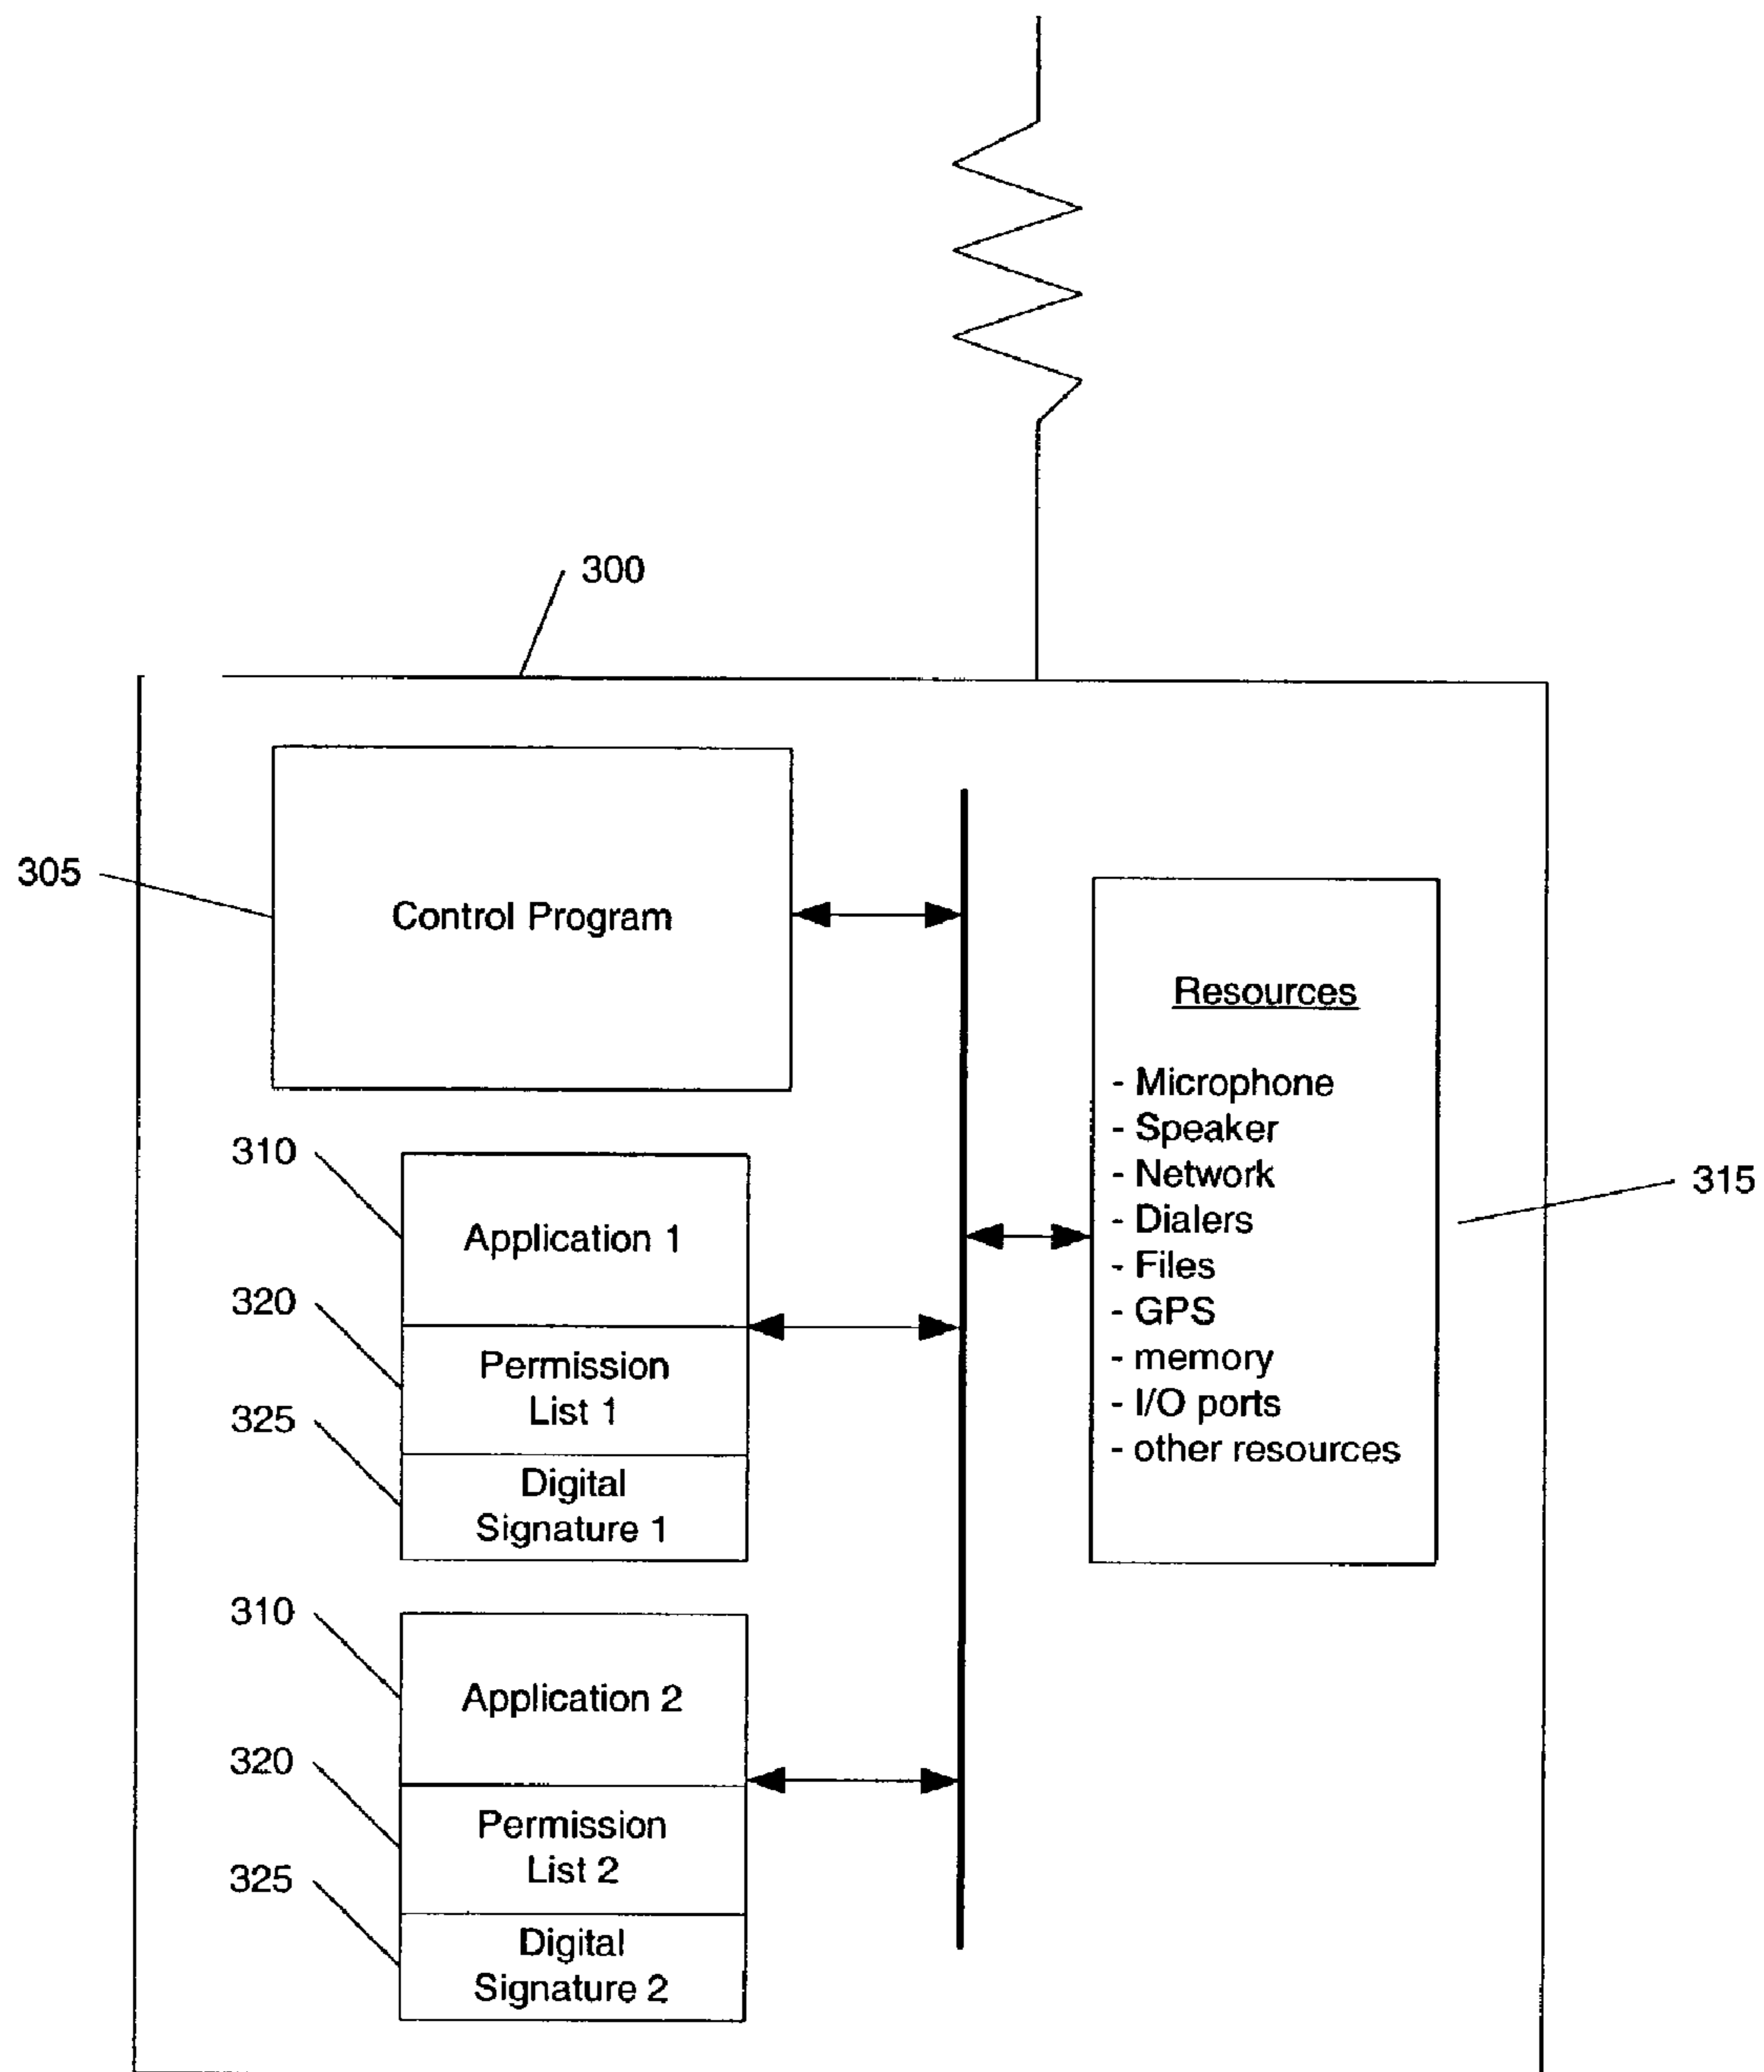 300
305
Control Program
Resources
- Microphone
- Speaker
- Network
- Dialers
- Files
- GPS
- memory
- I/O ports
- other resources
315
310
Application 1
320
Permission
List 1
325
Digital
Signature 1
310
Application 2
320
Permission
List 2
325
Digital
Signature 2